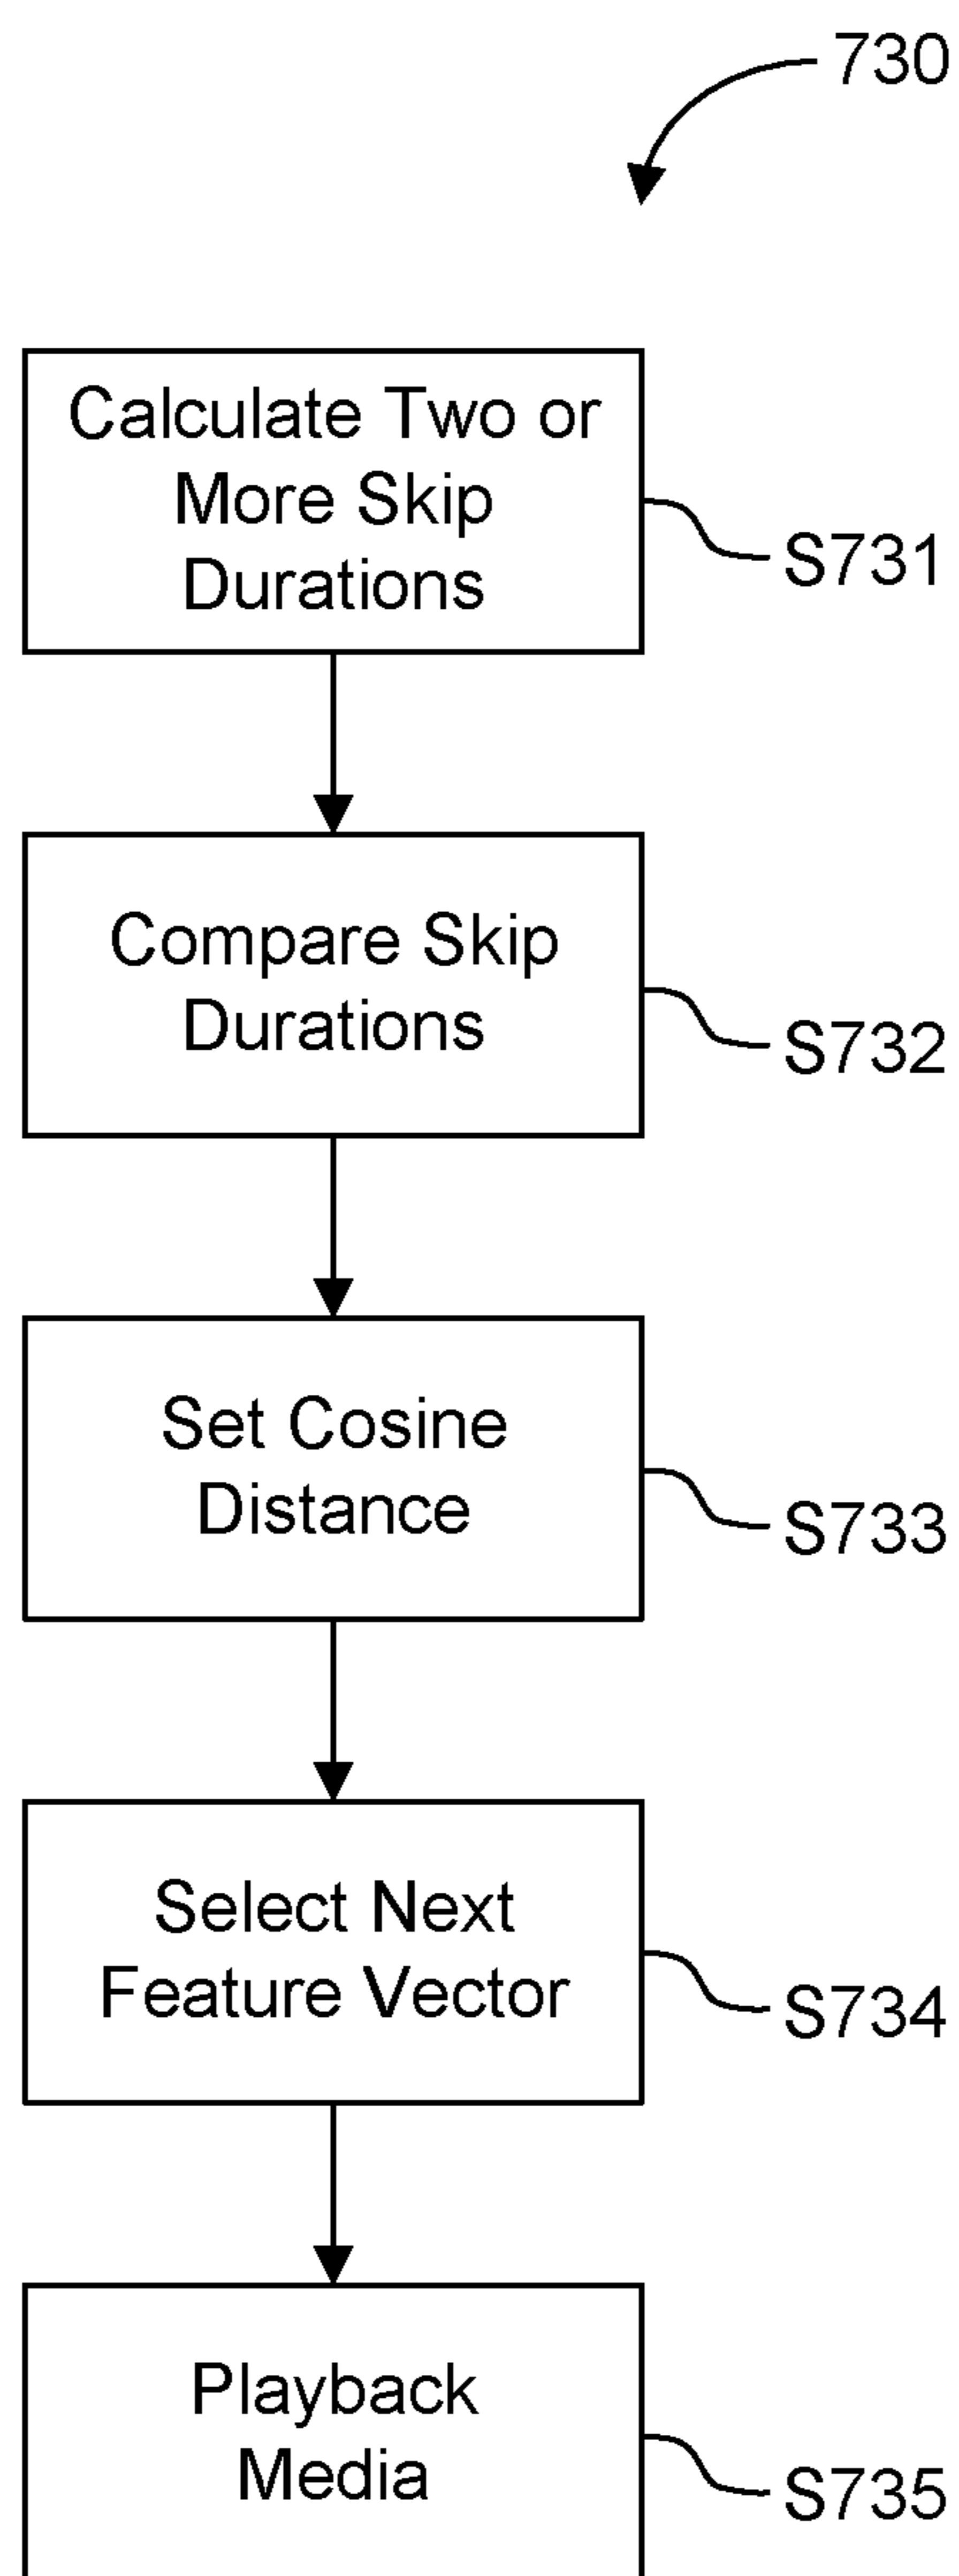 730
Calculate Two or
More Skip
Durations
S731
Compare Skip
Durations
S732
Set Cosine
Distance
S733
Select Next
Feature Vector
S734
Playback
Media
S735